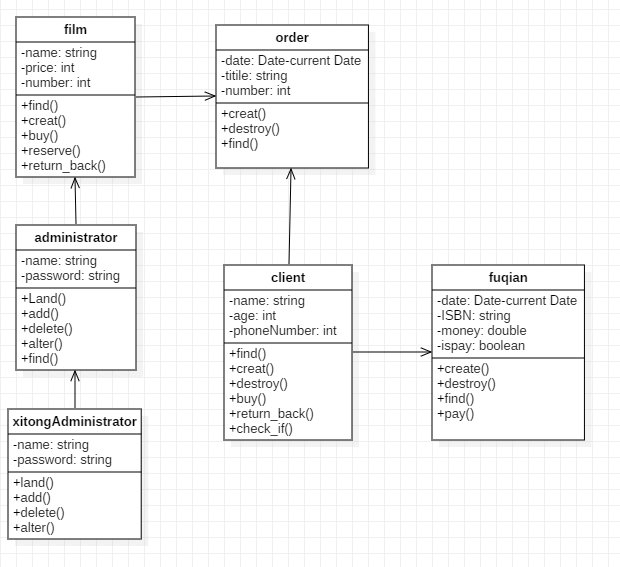 film
-name: string
-price: int
-number: int
+find()
+creat()
+buy()
+reserve()
+return_back()
order
-date: Date-current Date
-titile: string
-number: int
+creat()
+destroy()
+find()
administrator
-name: string
-password: string
+Land()
+add()
+delete()
+alter()
+find()
client
-name: string
-age: int
-phoneNumber: int
+find()
+creat()
+destroy()
+buy()
+return_back()
+check_if()
fuqian
-date: Date-current Date
-ISBN: string
-money: double
-ispay: boolean
+create()
+destroy()
+find()
+pay()
xitongAdministrator
-name: string
-password: string
+land()
+add()
+delete()
+alter()